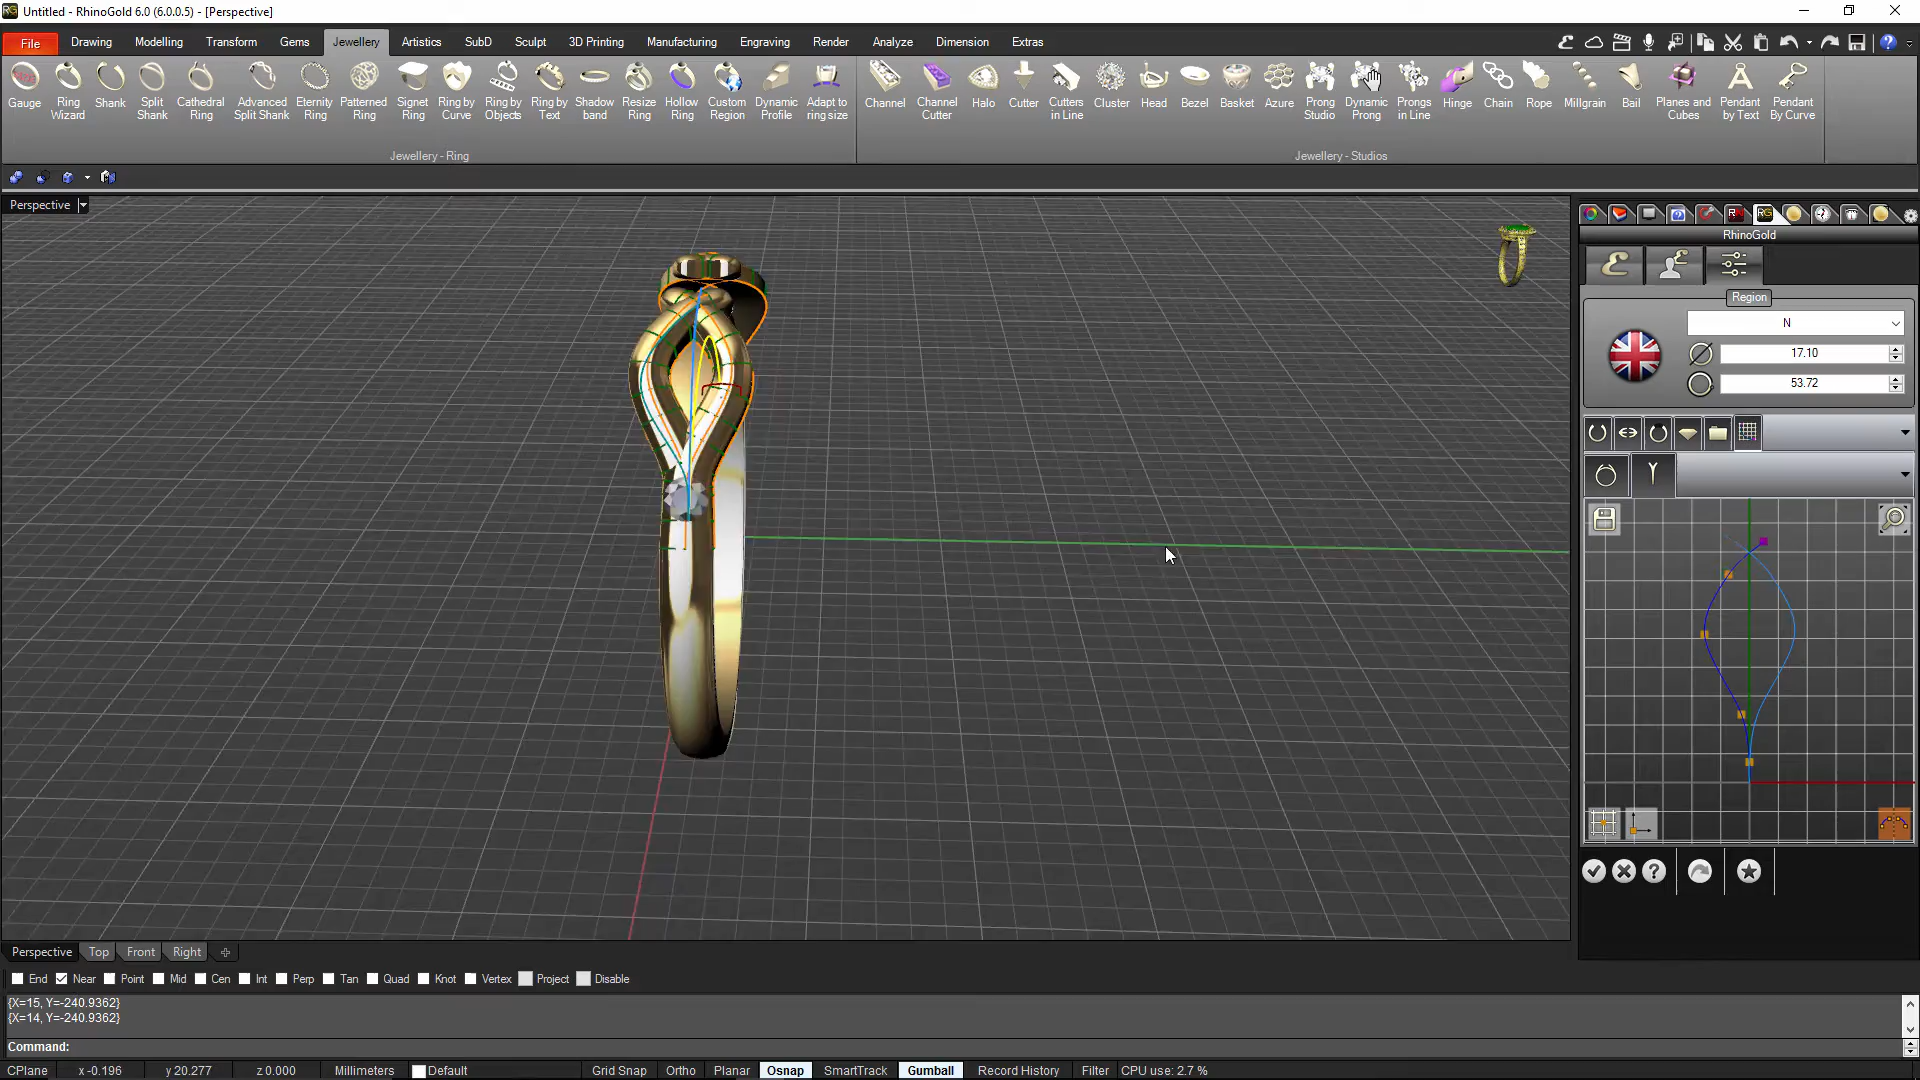 Untitled - RhinoGold 6.0 (6.0.0.5) - [Perspective]
File Drawing Modelling Transform Gems Jewellery Artistics SubD Sculpt 3D Printing Manufacturing Engraving Render Analyze Dimension Extras
Gauge
Ring Wizard
Shank
Split Shank
Cathedral Ring
Advanced Split Shank
Eternity Ring
Patterned Ring
Signet Ring
Ring by Curve
Ring by Objects
Ring by Text
Shadow band
Resize Ring
Hollow Ring
Custom Region
Dynamic Profile
Adapt to ring size
Channel
Channel Cutter
Halo
Cutter
Cutters in Line
Cluster
Head
Bezel
Basket
Azure
Prong Studio
Dynamic Prong
Prongs in Line
Hinge
Chain
Rope
Millgrain
Bail
Planes and Cubes
Pendant by Text
Pendant By Curve
Jewellery - Ring
Jewellery - Studios
Perspective
RhinoGold
Region
N
17.10
53.72
Perspective Top Front Right
End Near Point Mid Cen Int Perp Tan Quad Knot Vertex Project Disable
{X=15, Y=-240.9362}
{X=14, Y=-240.9362}
Command:
CPlane x -0.196 y 20.277 z 0.000 Millimeters Default Grid Snap Ortho Planar Osnap SmartTrack Gumball Record History Filter CPU use: 2.7 %